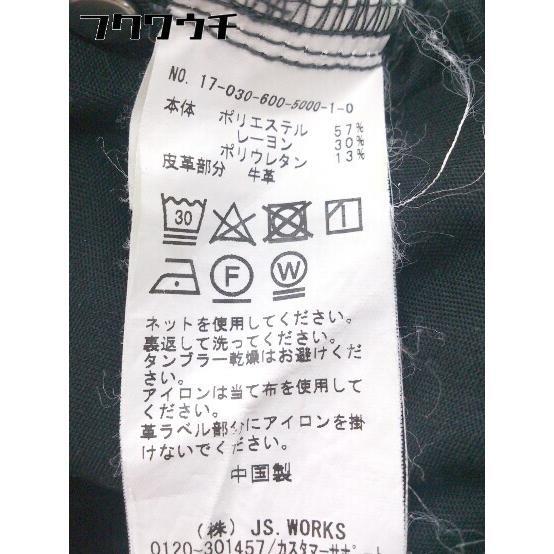 フクウウチ
NO. 17-030-600-5000-1-0
本体 ポリエステル 57%
レーヨン 30%
ポリウレタン 13%
皮革部分 牛革
30
F W
ネットを使用してください。
裏返して洗ってください。
タンブラー乾燥はお避けくださ
い。
アイロンは当て布を使用して
ください。
革ラベル部分にアイロンを掛
けないでください。
中国製
(株) JS.WORKS
0120-301457/カスタマーサポート